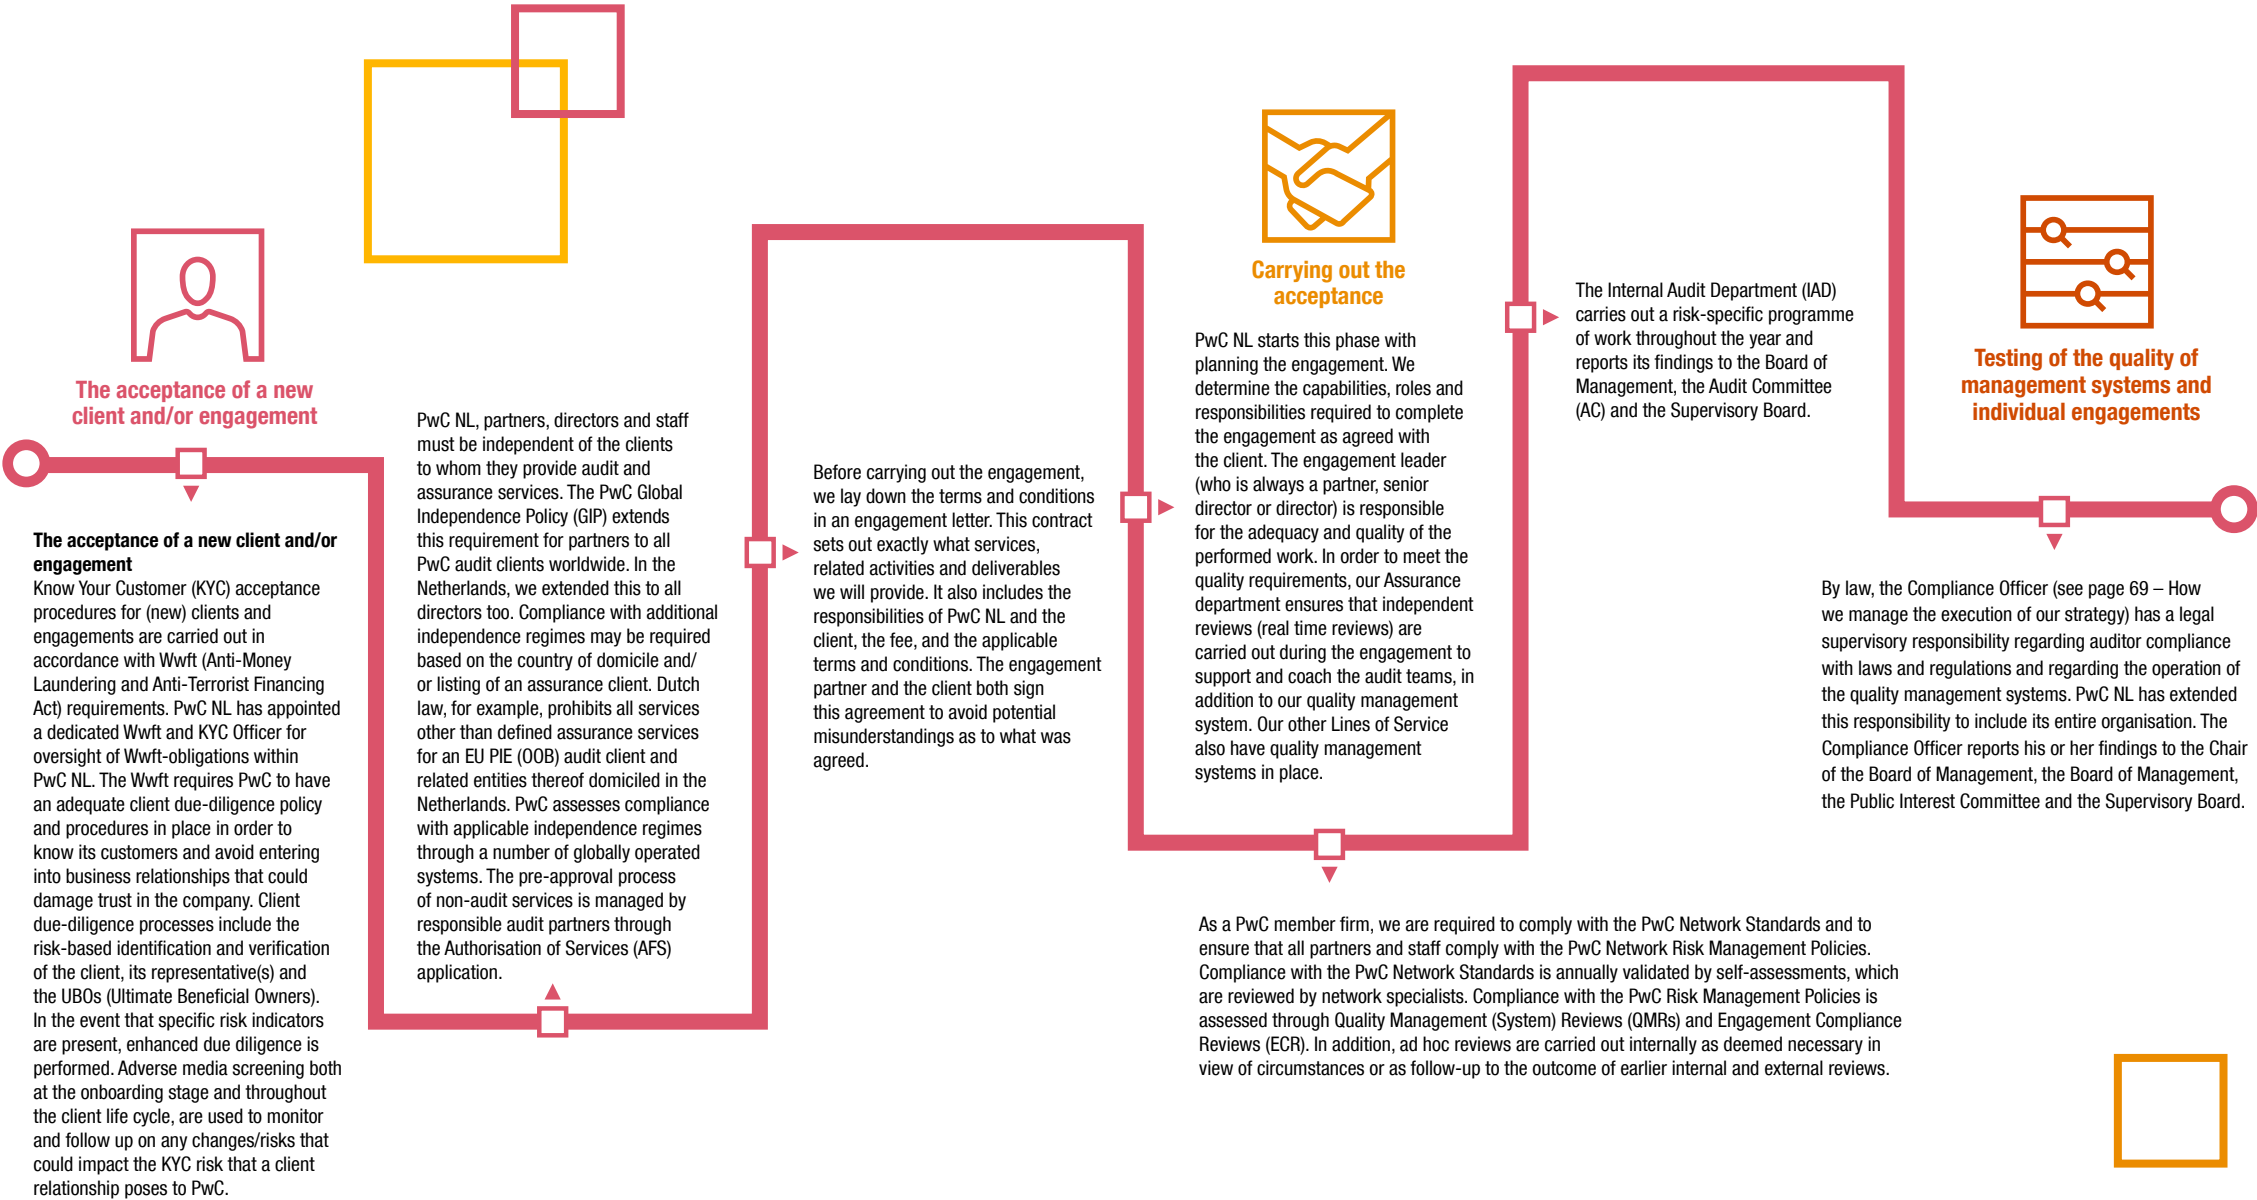 The acceptance of a new
client and/or engagement
The acceptance of a new client and/or
engagement
Know Your Customer (KYC) acceptance
procedures for (new) clients and
engagements are carried out in
accordance with Wwft (Anti-Money
Laundering and Anti-Terrorist Financing
Act) requirements. PwC NL has appointed
a dedicated Wwft and KYC Officer for
oversight of Wwft-obligations within
PwC NL. The Wwft requires PwC to have
an adequate client due-diligence policy
and procedures in place in order to
know its customers and avoid entering
into business relationships that could
damage trust in the company. Client
due-diligence processes include the
risk-based identification and verification
of the client, its representative(s) and
the UBOs (Ultimate Beneficial Owners).
In the event that specific risk indicators
are present, enhanced due diligence is
performed. Adverse media screening both
at the onboarding stage and throughout
the client life cycle, are used to monitor
and follow up on any changes/risks that
could impact the KYC risk that a client
relationship poses to PwC.
PwC NL, partners, directors and staff
must be independent of the clients
to whom they provide audit and
assurance services. The PwC Global
Independence Policy (GIP) extends
this requirement for partners to all
PwC audit clients worldwide. In the
Netherlands, we extended this to all
directors too. Compliance with additional
independence regimes may be required
based on the country of domicile and/
or listing of an assurance client. Dutch
law, for example, prohibits all services
other than defined assurance services
for an EU PIE (OOB) audit client and
related entities thereof domiciled in the
Netherlands. PwC assesses compliance
with applicable independence regimes
through a number of globally operated
systems. The pre-approval process
of non-audit services is managed by
responsible audit partners through
the Authorisation of Services (AFS)
application.
Before carrying out the engagement,
we lay down the terms and conditions
in an engagement letter. This contract
sets out exactly what services,
related activities and deliverables
we will provide. It also includes the
responsibilities of PwC NL and the
client, the fee, and the applicable
terms and conditions. The engagement
partner and the client both sign
this agreement to avoid potential
misunderstandings as to what was
agreed.
Carrying out the
acceptance
PwC NL starts this phase with
planning the engagement. We
determine the capabilities, roles and
responsibilities required to complete
the engagement as agreed with
the client. The engagement leader
(who is always a partner, senior
director or director) is responsible
for the adequacy and quality of the
performed work. In order to meet the
quality requirements, our Assurance
department ensures that independent
reviews (real time reviews) are
carried out during the engagement to
support and coach the audit teams, in
addition to our quality management
system. Our other Lines of Service
also have quality management
systems in place.
As a PwC member firm, we are required to comply with the PwC Network Standards and to
ensure that all partners and staff comply with the PwC Network Risk Management Policies.
Compliance with the PwC Network Standards is annually validated by self-assessments, which
are reviewed by network specialists. Compliance with the PwC Risk Management Policies is
assessed through Quality Management (System) Reviews (QMRs) and Engagement Compliance
Reviews (ECR). In addition, ad hoc reviews are carried out internally as deemed necessary in
view of circumstances or as follow-up to the outcome of earlier internal and external reviews.
The Internal Audit Department (IAD)
carries out a risk-specific programme
of work throughout the year and
reports its findings to the Board of
Management, the Audit Committee
(AC) and the Supervisory Board.
Testing of the quality of
management systems and
individual engagements
By law, the Compliance Officer (see page 69 – How
we manage the execution of our strategy) has a legal
supervisory responsibility regarding auditor compliance
with laws and regulations and regarding the operation of
the quality management systems. PwC NL has extended
this responsibility to include its entire organisation. The
Compliance Officer reports his or her findings to the Chair
of the Board of Management, the Board of Management,
the Public Interest Committee and the Supervisory Board.